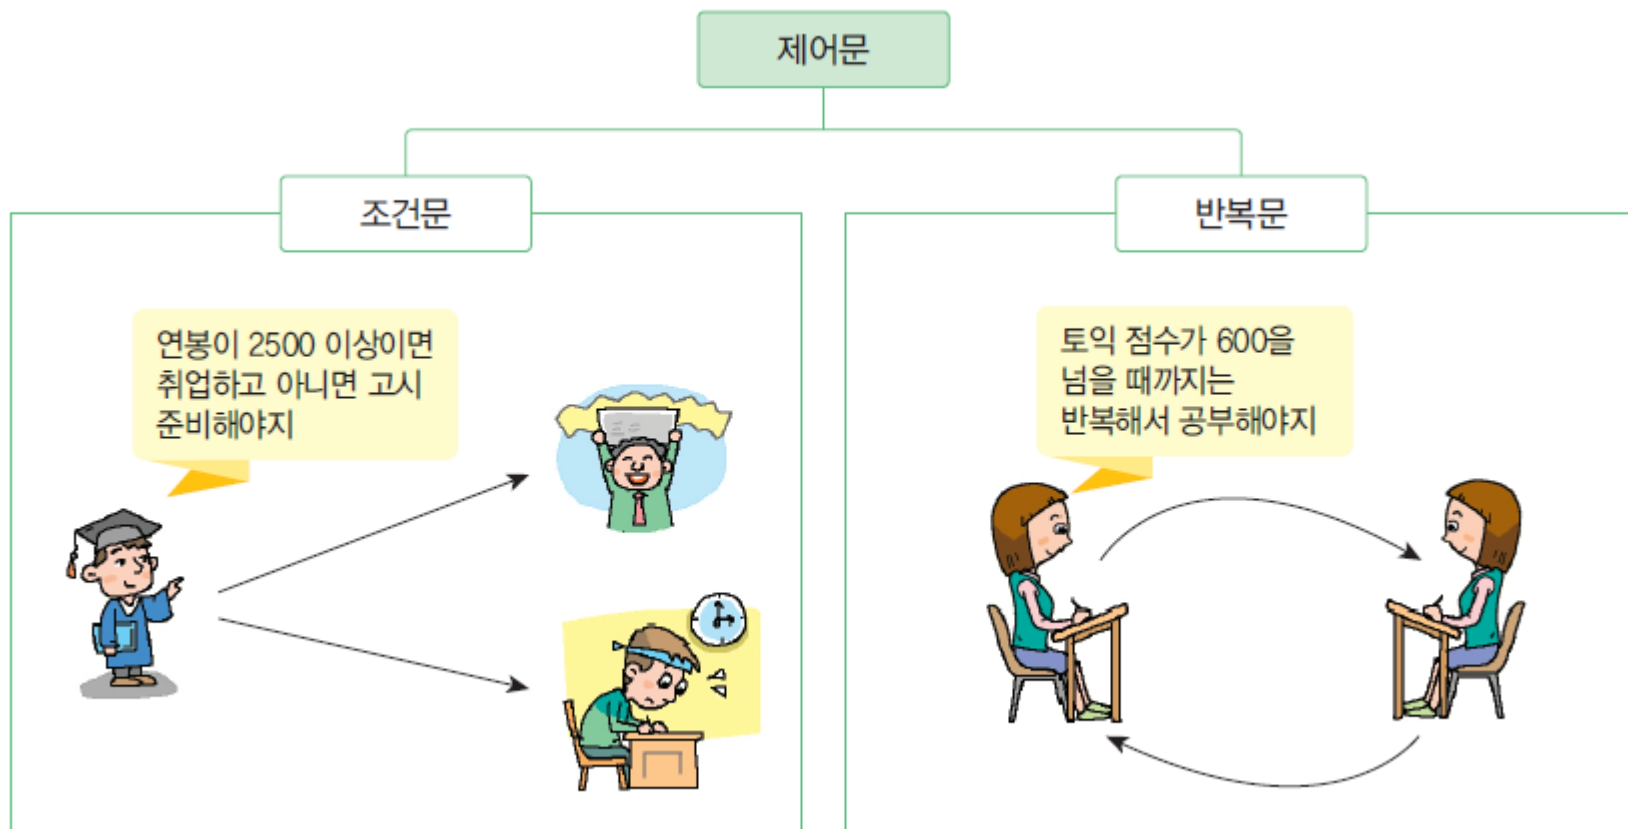 제어문
조건문
반복문
연봉이 2500 이상이면
취업하고 아니면 고시
준비해야지
토익 점수가 600을
넘을 때까지는
반복해서 공부해야지